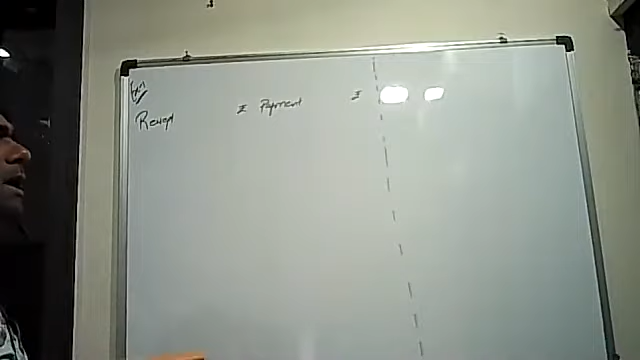 Receipt ₹ Payment ₹